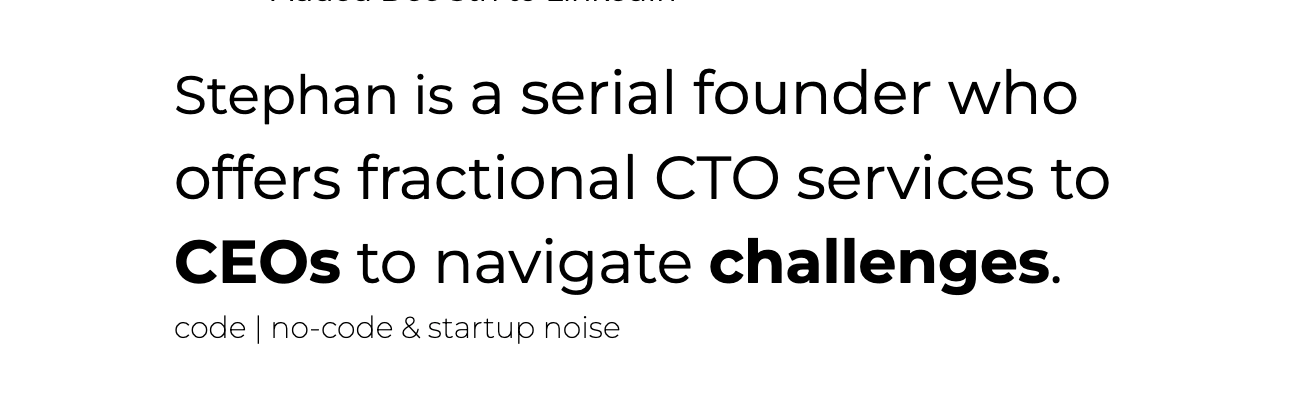 Stephan is a serial founder who
offers fractional CTO services to
CEOs to navigate challenges.
code | no-code & startup noise